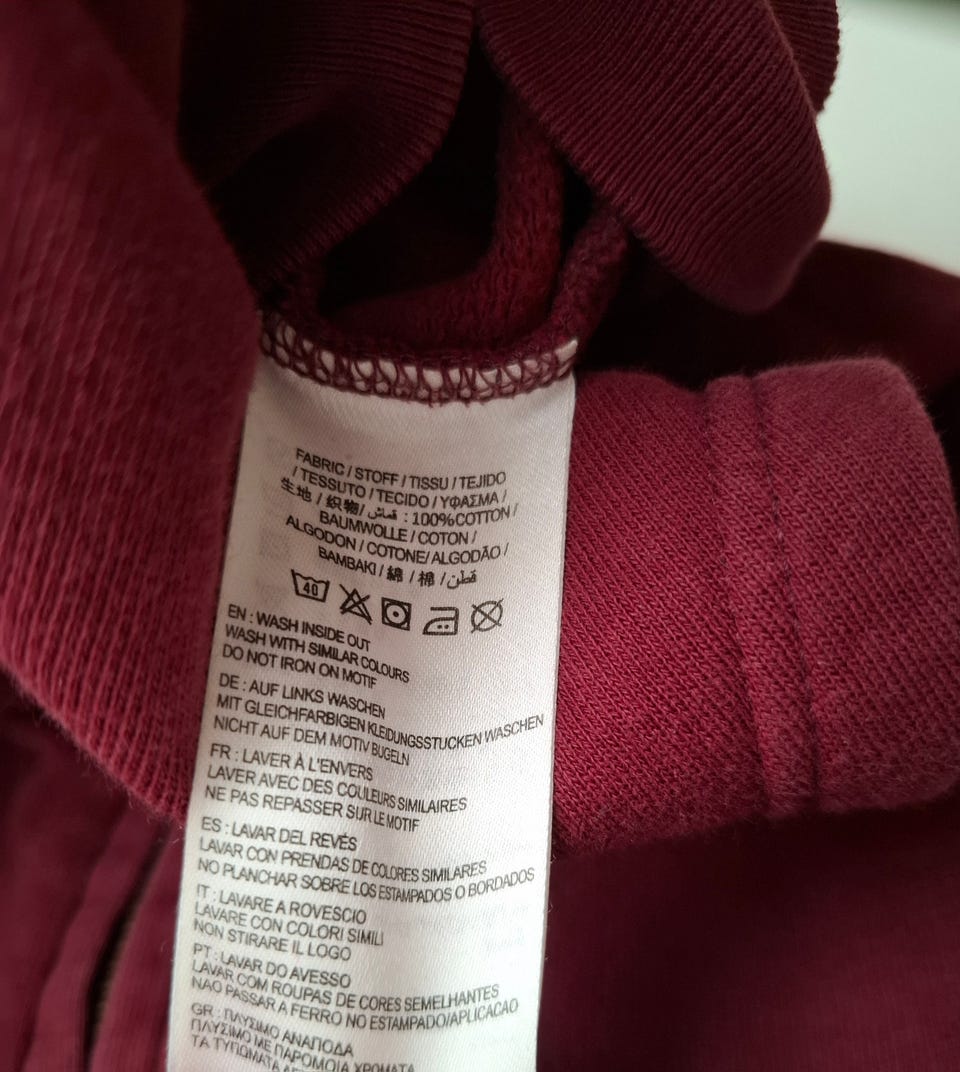 FABRIC / STOFF / TISSU / TEJIDO
/ TESSUTO / TECIDO / ΥΦΑΣΜΑ /
生地 / 织物 / قماش : 100%COTTON /
BAUMWOLLE / COTON /
ALGODON / COTONE/ ALGODÃO /
BAMBAKI / 綿 / 棉 / قطن
40
EN : WASH INSIDE OUT
WASH WITH SIMILAR COLOURS
DO NOT IRON ON MOTIF
DE : AUF LINKS WASCHEN
MIT GLEICHFARBIGEN KLEIDUNGSSTUCKEN WASCHEN
NICHT AUF DEM MOTIV BUGELN
FR : LAVER À L'ENVERS
LAVER AVEC DES COULEURS SIMILAIRES
NE PAS REPASSER SUR LE MOTIF
ES : LAVAR DEL REVÉS
LAVAR CON PRENDAS DE COLORES SIMILARES
NO PLANCHAR SOBRE LOS ESTAMPADOS O BORDADOS
IT : LAVARE A ROVESCIO
LAVARE CON COLORI SIMILI
NON STIRARE IL LOGO
PT : LAVAR DO AVESSO
LAVAR COM ROUPAS DE CORES SEMELHANTES
NAO PASSAR A FERRO NO ESTAMPADO/APLICACAO
GR : ΠΛΥΣΙΜΟ ΑΝΑΠΟΔΑ
ΠΛΥΣΙΜΟ ΜΕ ΠΑΡΟΜΟΙΑ ΧΡΩΜΑΤΑ
ΤΑ ΤΥΠΩΜΑΤΑ